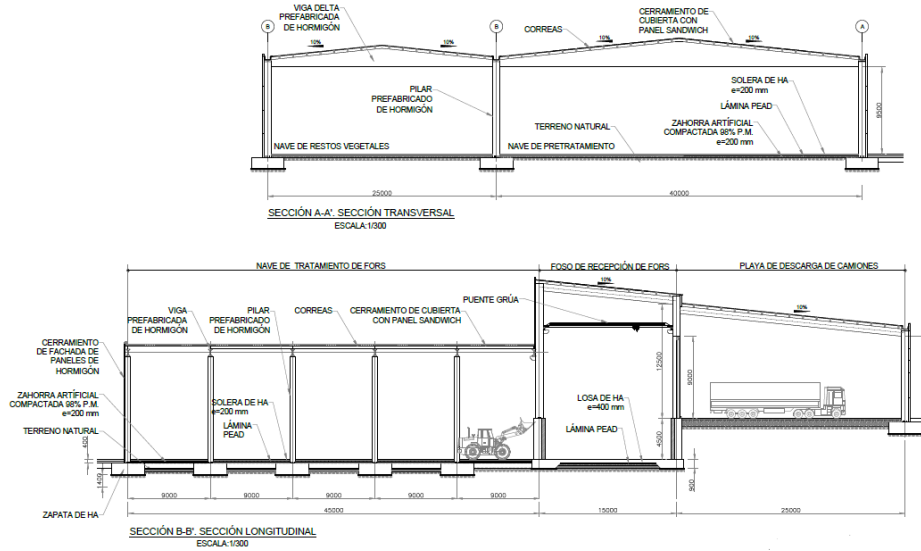 VIGA DELTA
PREFABRICADA
DE HORMIGÓN
B
B
A
CERRAMIENTO DE
CUBIERTA CON
PANEL SANDWICH
CORREAS
10%
10%
10%
10%
PILAR
PREFABRICADO
DE HORMIGÓN
SOLERA DE HA
e=200 mm
LÁMINA PEAD
ZAHORRA ARTIFICIAL
COMPACTADA 98% P.M.
e=200 mm
TERRENO NATURAL
9500
NAVE DE RESTOS VEGETALES
NAVE DE PRETRATAMIENTO
25000
40000
SECCIÓN A-A'. SECCIÓN TRANSVERSAL
ESCALA:1/300
NAVE DE TRATAMIENTO DE FORS
FOSO DE RECEPCIÓN DE FORS
PLAYA DE DESCARGA DE CAMIONES
10%
10%
VIGA
PREFABRICADA
DE HORMIGÓN
PILAR
PREFABRICADO
DE HORMIGÓN
CORREAS
CERRAMIENTO DE CUBIERTA
CON PANEL SANDWICH
PUENTE GRÚA
CERRAMIENTO
DE FACHADA DE
PANELES DE
HORMIGÓN
ZAHORRA ARTÍFICIAL
COMPACTADA 98% P.M.
e=200 mm
TERRENO NATURAL
SOLERA DE HA
e=200 mm
LÁMINA
PEAD
LOSA DE HA
e=400 mm
LÁMINA PEAD
12500
9000
4500
900
400
1400
ZAPATA DE HA
9000
9000
9000
9000
9000
45000
15000
25000
SECCIÓN B-B'. SECCIÓN LONGITUDINAL
ESCALA:1/300